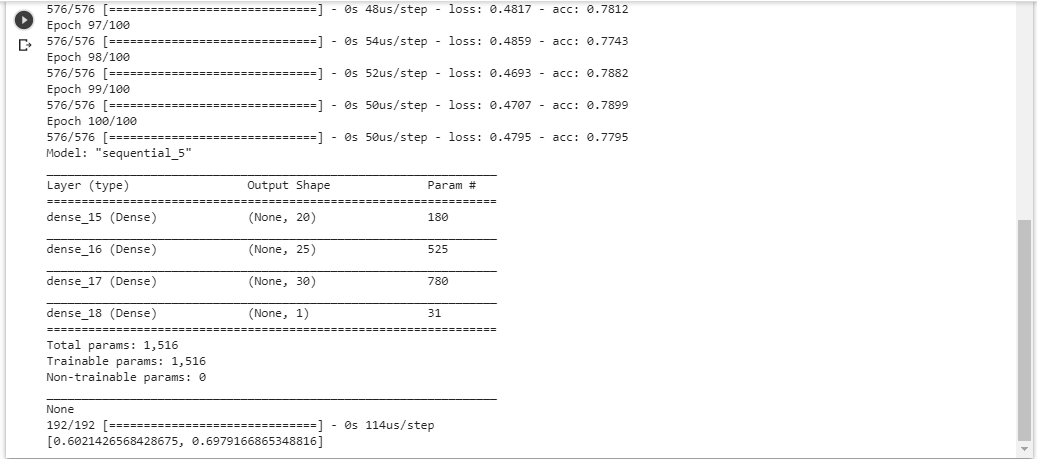 576/576 [==============================] - 0s 48us/step - loss: 0.4817 - acc: 0.7812
Epoch 97/100
576/576 [==============================] - 0s 54us/step - loss: 0.4859 - acc: 0.7743
Epoch 98/100
576/576 [==============================] - 0s 52us/step - loss: 0.4693 - acc: 0.7882
Epoch 99/100
576/576 [==============================] - 0s 50us/step - loss: 0.4707 - acc: 0.7899
Epoch 100/100
576/576 [==============================] - 0s 50us/step - loss: 0.4795 - acc: 0.7795
Model: "sequential_5"
_________________________________________________________________
Layer (type)                 Output Shape              Param #
=================================================================
dense_15 (Dense)             (None, 20)                180
_________________________________________________________________
dense_16 (Dense)             (None, 25)                525
_________________________________________________________________
dense_17 (Dense)             (None, 30)                780
_________________________________________________________________
dense_18 (Dense)             (None, 1)                 31
=================================================================
Total params: 1,516
Trainable params: 1,516
Non-trainable params: 0
_________________________________________________________________
None
192/192 [==============================] - 0s 114us/step
[0.6021426568428675, 0.6979166865348816]